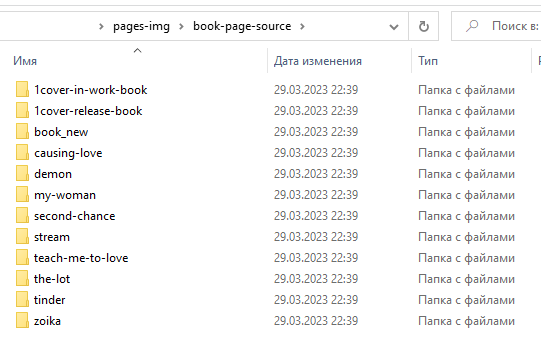 pages-img > book-page-source >
Поиск в:
Имя Дата изменения Тип
1cover-in-work-book 29.03.2023 22:39 Папка с файлами
1cover-release-book 29.03.2023 22:39 Папка с файлами
book_new 29.03.2023 22:39 Папка с файлами
causing-love 29.03.2023 22:39 Папка с файлами
demon 29.03.2023 22:39 Папка с файлами
my-woman 29.03.2023 22:39 Папка с файлами
second-chance 29.03.2023 22:39 Папка с файлами
stream 29.03.2023 22:39 Папка с файлами
teach-me-to-love 29.03.2023 22:39 Папка с файлами
the-lot 29.03.2023 22:39 Папка с файлами
tinder 29.03.2023 22:39 Папка с файлами
zoika 29.03.2023 22:39 Папка с файлами